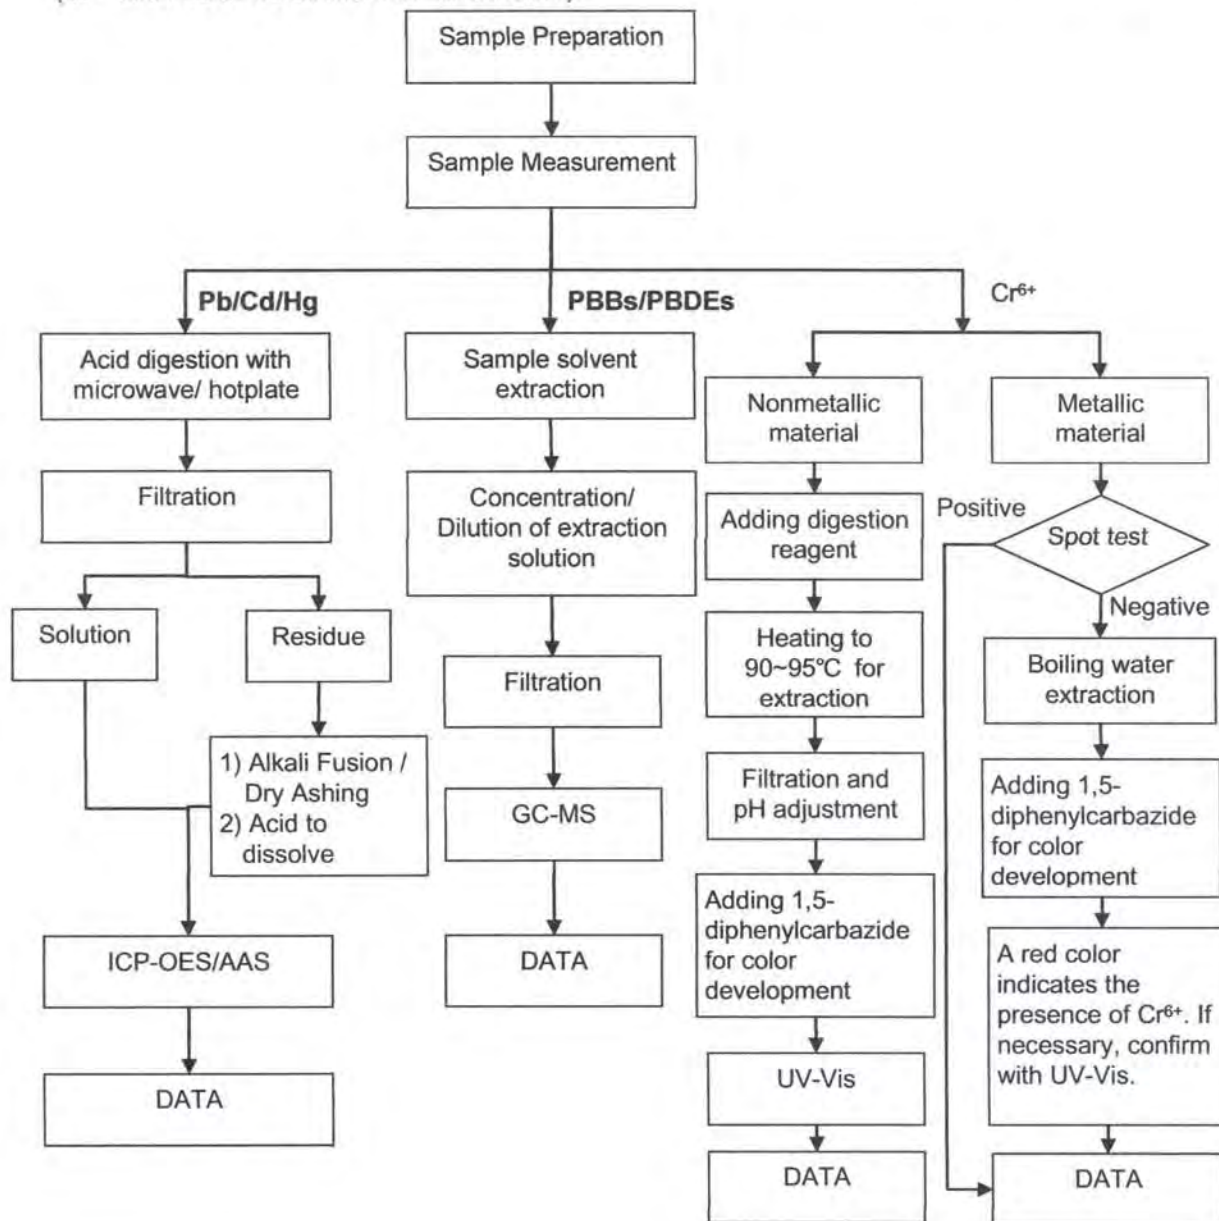 Sample Preparation
Sample Measurement
Pb/Cd/Hg
PBBs/PBDEs
Cr⁶⁺
Acid digestion with
microwave/ hotplate
Filtration
Solution
Residue
1) Alkali Fusion /
Dry Ashing
2) Acid to
dissolve
ICP-OES/AAS
DATA
Sample solvent
extraction
Concentration/
Dilution of extraction
solution
Filtration
GC-MS
DATA
Nonmetallic
material
Adding digestion
reagent
Heating to
90~95℃ for
extraction
Filtration and
pH adjustment
Adding 1,5-
diphenylcarbazide
for color
development
UV-Vis
DATA
Metallic
material
Positive
Spot test
Negative
Boiling water
extraction
Adding 1,5-
diphenylcarbazide
for color
development
A red color
indicates the
presence of Cr⁶⁺. If
necessary, confirm
with UV-Vis.
DATA